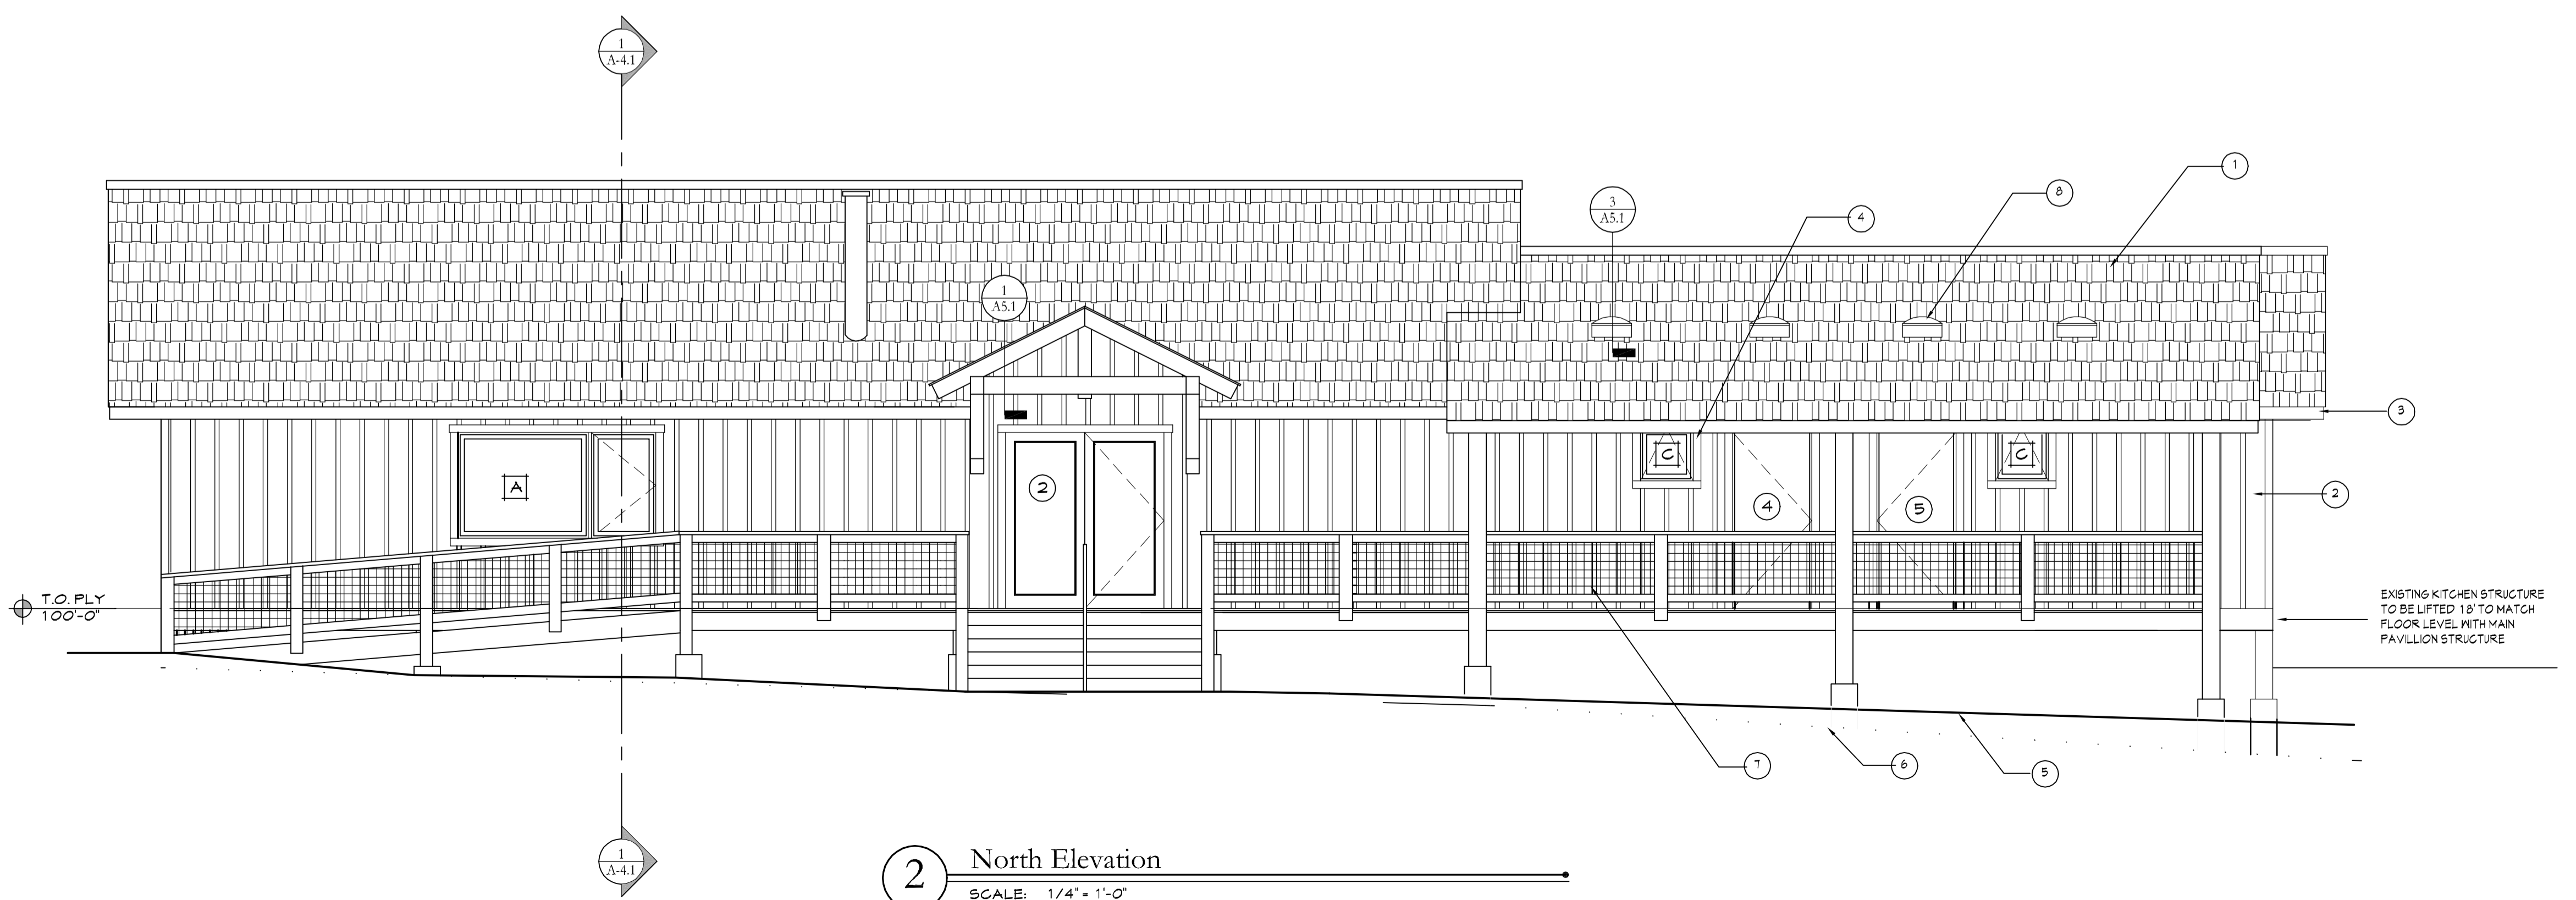 1
A-4.1
1
8
3
A5.1
4
1
A5.1
3
A
2
C
C
2
4
5
T.O. PLY
100'-0"
EXISTING KITCHEN STRUCTURE
TO BE LIFTED 18' TO MATCH
FLOOR LEVEL WITH MAIN
PAVILLION STRUCTURE
7
6
5
1
A-4.1
2
North Elevation
SCALE: 1/4" = 1'-0"